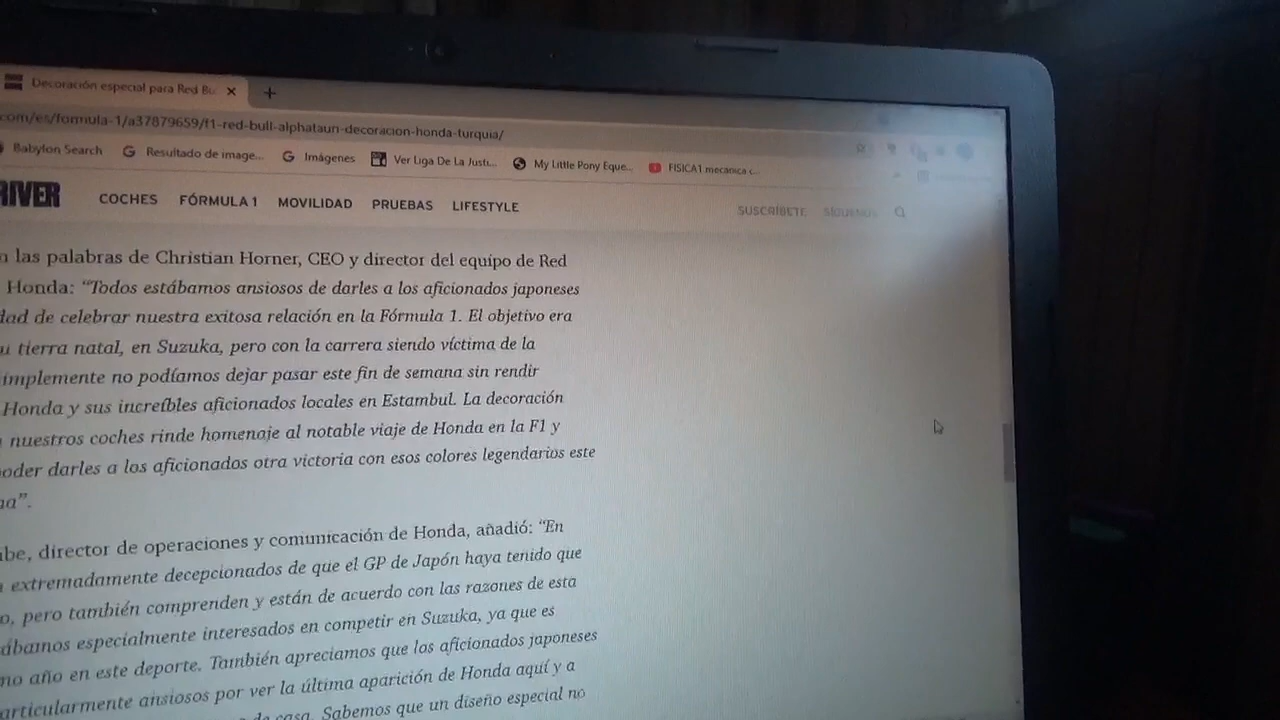 Decoración especial para Red Bu
com/es/formula-1/a37879659/f1-red-bull-alphataun-decoracion-honda-turquia/
Babylon Search Resultado de image... Imágenes Ver Liga De La Justi... My Little Pony Eque... FISICA1 mecanica c...
RIVER COCHES FÓRMULA 1 MOVILIDAD PRUEBAS LIFESTYLE SUSCRÍBETE SÍGUENOS
las palabras de Christian Horner, CEO y director del equipo de Red
Honda: “Todos estábamos ansiosos de darles a los aficionados japoneses
dad de celebrar nuestra exitosa relación en la Fórmula 1. El objetivo era
u tierra natal, en Suzuka, pero con la carrera siendo víctima de la
implemente no podíamos dejar pasar este fin de semana sin rendir
Honda y sus increíbles aficionados locales en Estambul. La decoración
nuestros coches rinde homenaje al notable viaje de Honda en la F1 y
poder darles a los aficionados otra victoria con esos colores legendarios este
na”.
be, director de operaciones y comunicación de Honda, añadió: “En
extremadamente decepcionados de que el GP de Japón haya tenido que
o, pero también comprenden y están de acuerdo con las razones de esta
ábamos especialmente interesados en competir en Suzuka, ya que es
mo año en este deporte. También apreciamos que los aficionados japoneses
articularmente ansiosos por ver la última aparición de Honda aquí y a
de casa. Sabemos que un diseño especial no